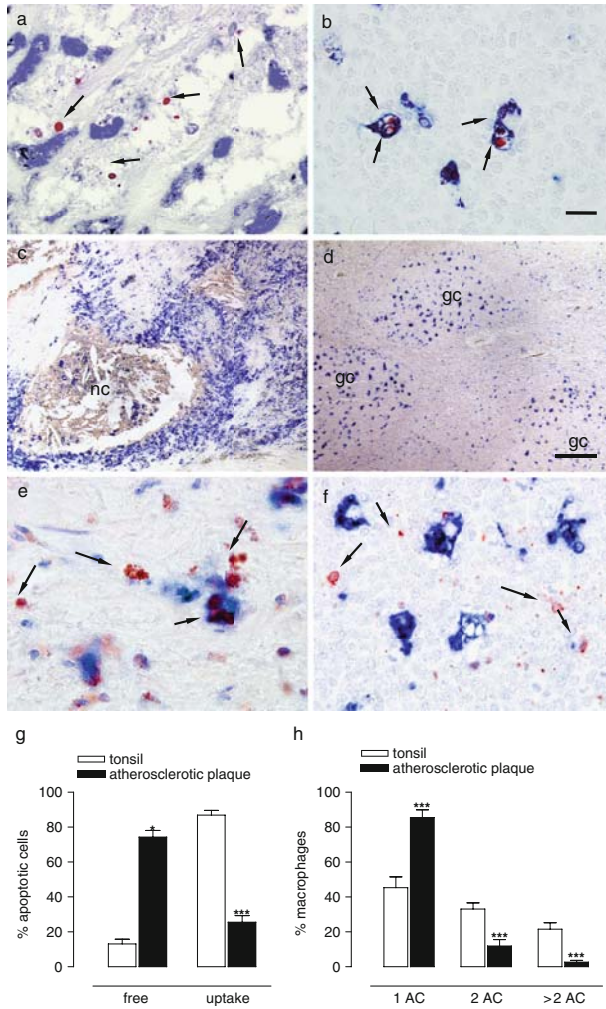 a
b
c
nc
d
gc
gc
gc
e
f
g
tonsil
atherosclerotic plaque
% apoptotic cells
100
80
60
40
20
0
*
***
free
uptake
h
tonsil
atherosclerotic plaque
% macrophages
100
80
60
40
20
0
***
***
***
1 AC
2 AC
>2 AC